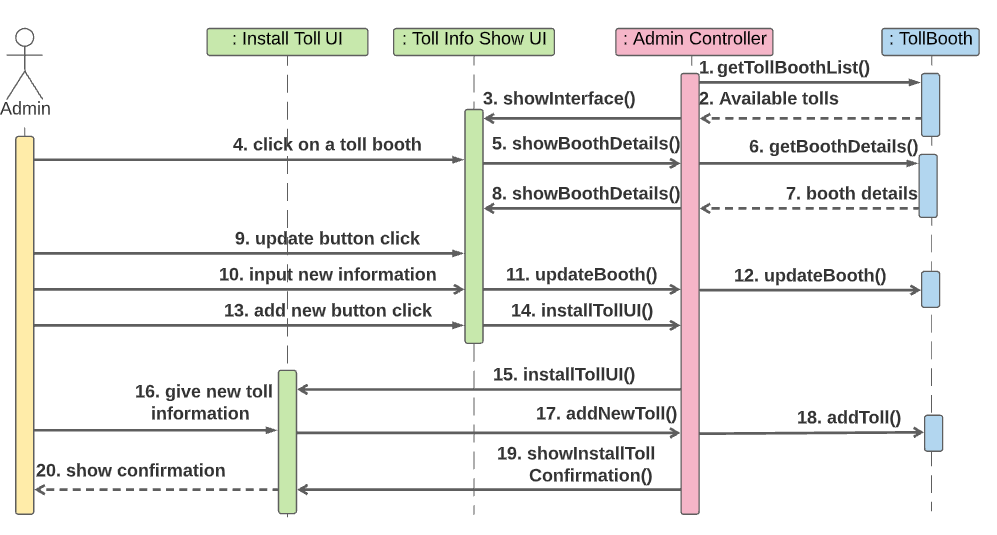 : Install Toll UI
: Toll Info Show UI
: Admin Controller
: TollBooth
Admin
1. getTollBoothList()
2. Available tolls
3. showInterface()
4. click on a toll booth
5. showBoothDetails()
6. getBoothDetails()
7. booth details
8. showBoothDetails()
9. update button click
10. input new information
11. updateBooth()
12. updateBooth()
13. add new button click
14. installTollUI()
15. installTollUI()
16. give new toll
information
17. addNewToll()
18. addToll()
19. showInstallToll
Confirmation()
20. show confirmation